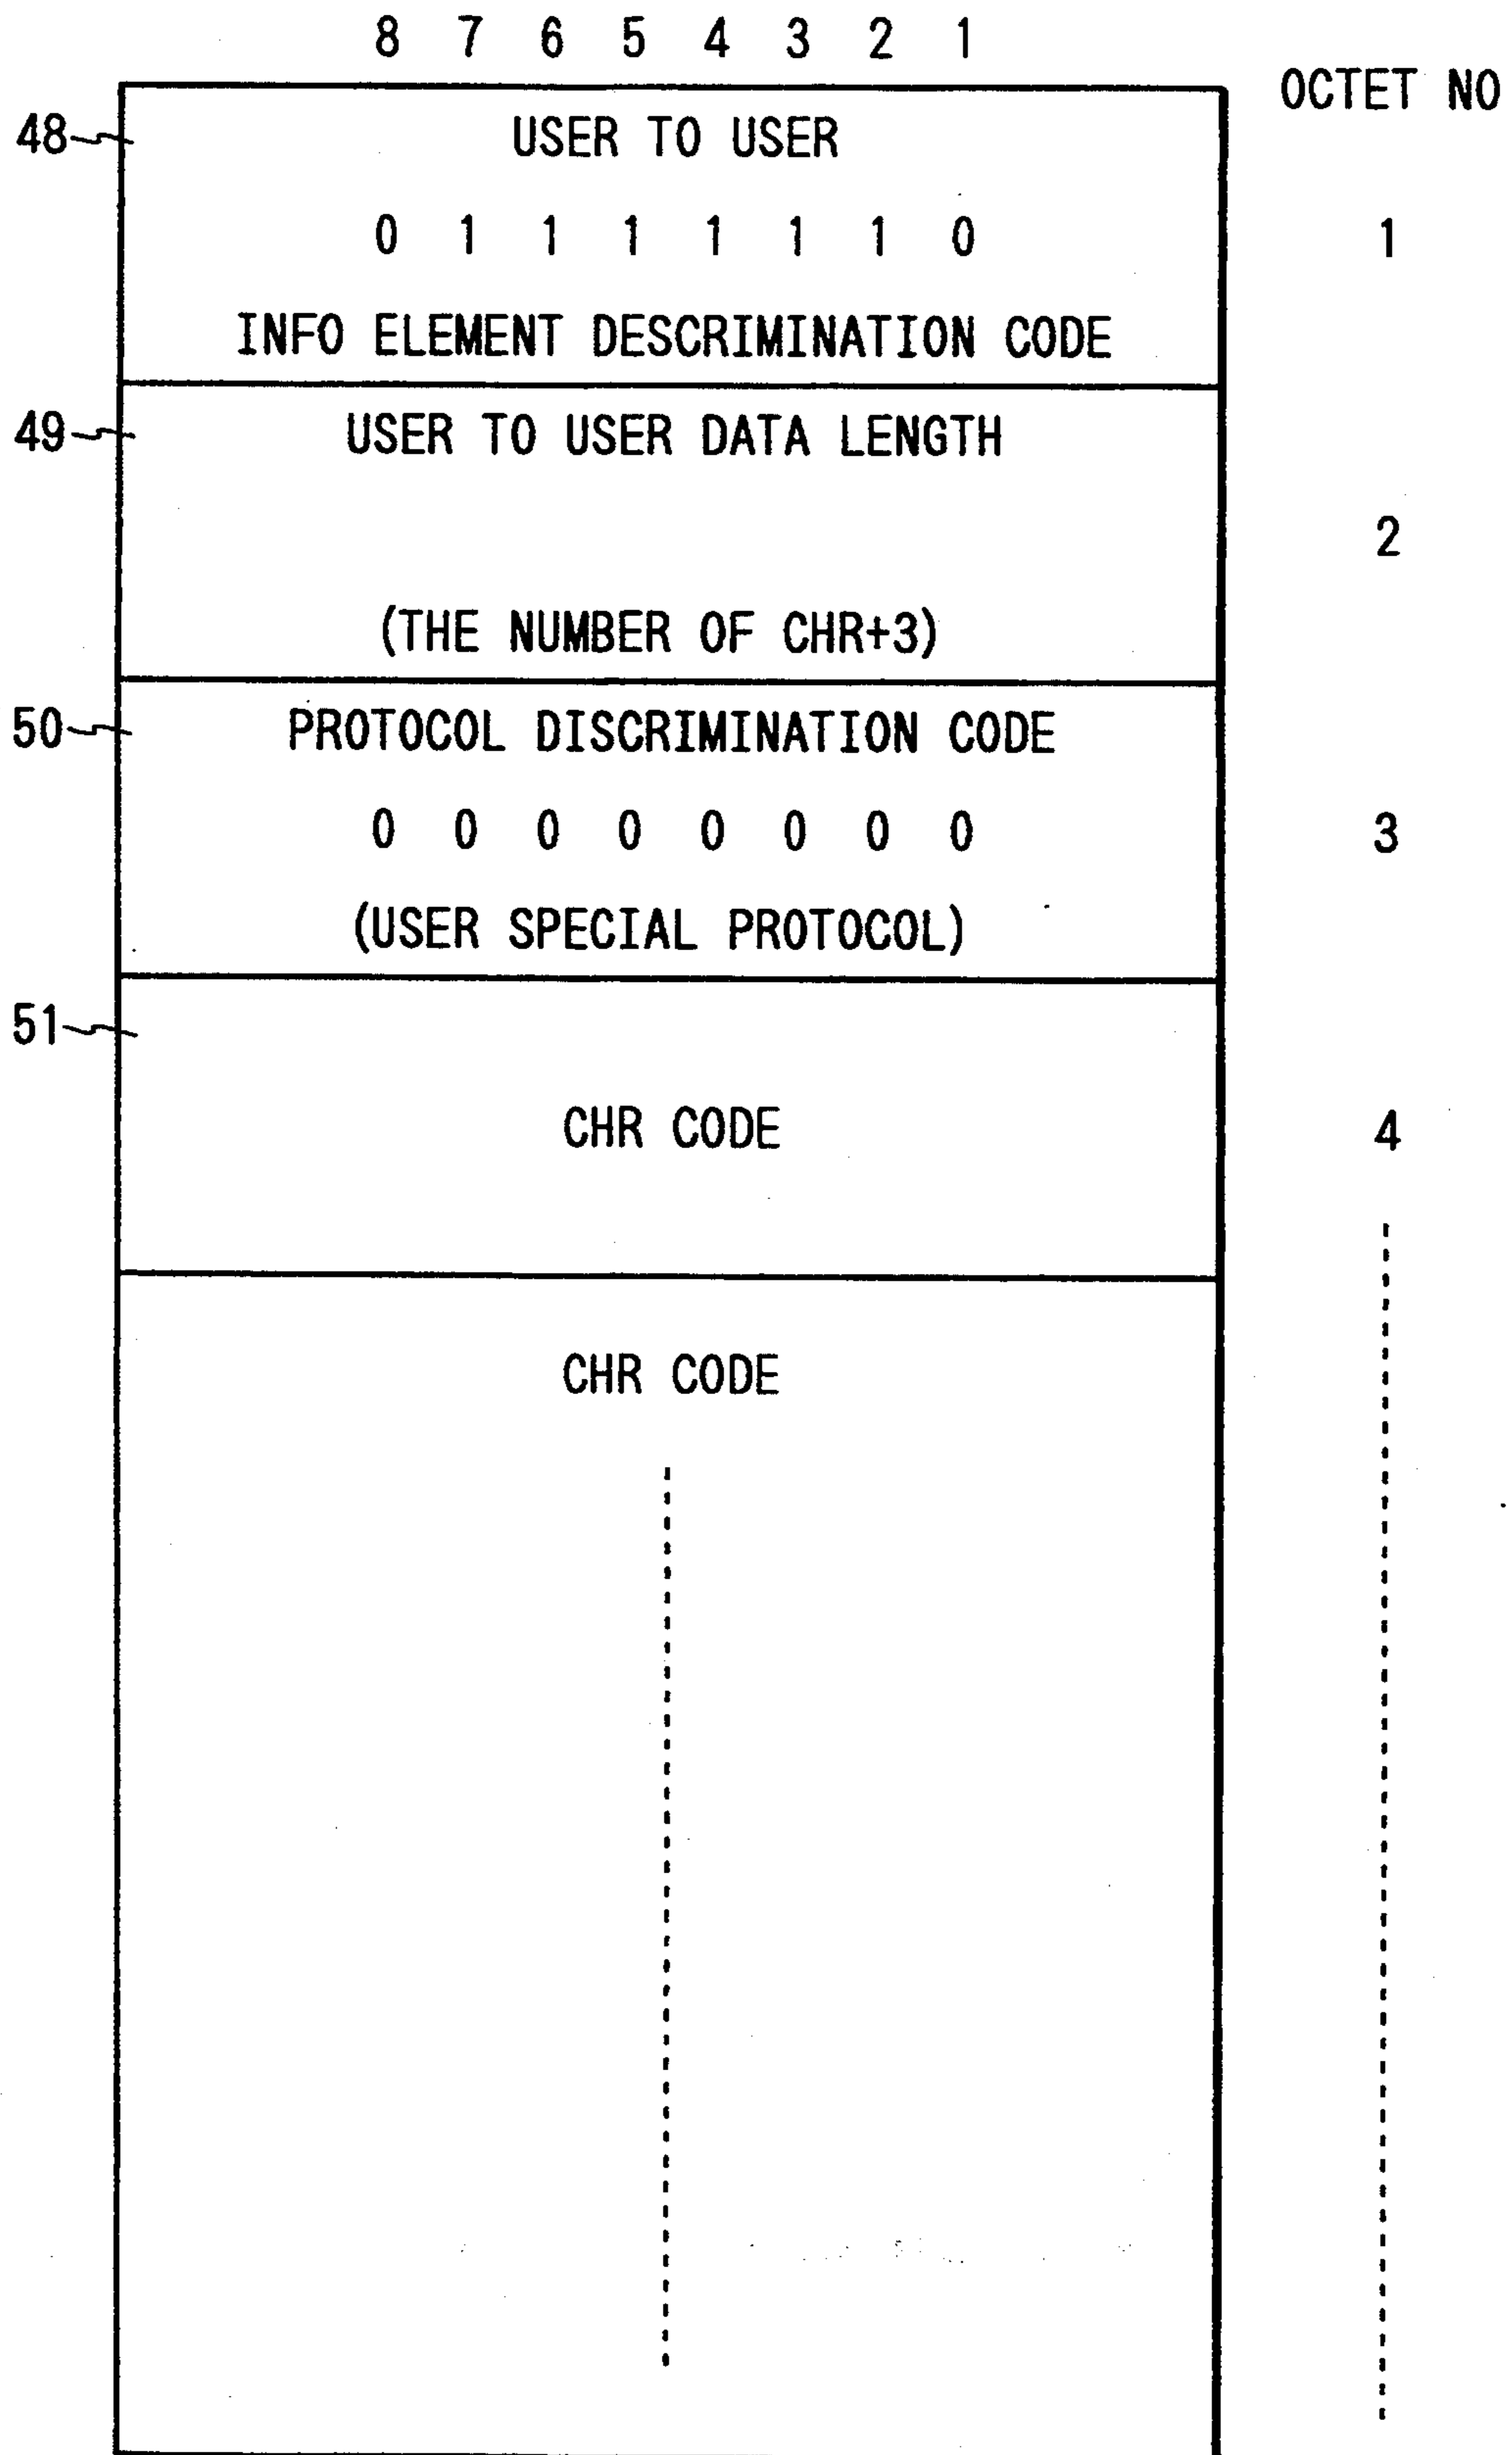 8 7 6 5 4 3 2 1
OCTET NO
48 USER TO USER
0 1 1 1 1 1 1 0 1
INFO ELEMENT DESCRIMINATION CODE
49 USER TO USER DATA LENGTH
2
(THE NUMBER OF CHR+3)
50 PROTOCOL DISCRIMINATION CODE
0 0 0 0 0 0 0 0 3
(USER SPECIAL PROTOCOL)
51
CHR CODE 4
CHR CODE